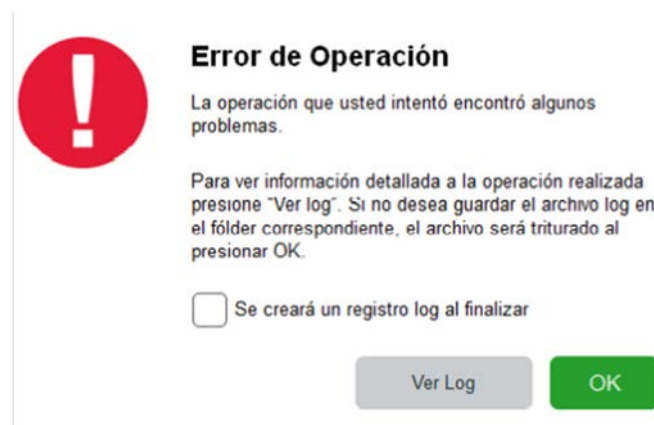 Error de Operación
La operación que usted intentó encontró algunos
problemas.
Para ver información detallada a la operación realizada
presione "Ver log". Si no desea guardar el archivo log en
el fólder correspondiente, el archivo será triturado al
presionar OK.
Se creará un registro log al finalizar
Ver Log
OK